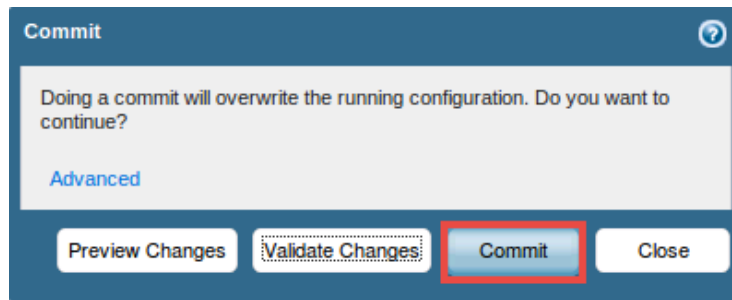 Commit
Doing a commit will overwrite the running configuration. Do you want to
continue?
Advanced
Preview Changes Validate Changes Commit Close